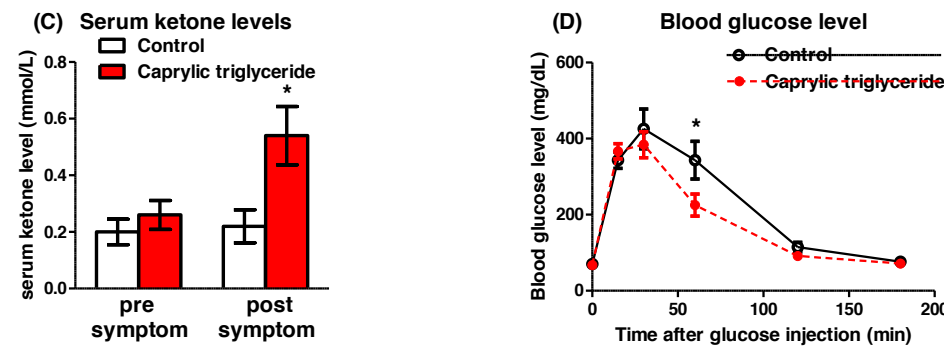 (C) Serum ketone levels
Control
Caprylic triglyceride
serum ketone level (mmol/L)
0.8
0.6
0.4
0.2
0.0
*
pre
symptom
post
symptom
(D) Blood glucose level
Control
Caprylic triglyceride
Blood glucose level (mg/dL)
600
400
200
0
*
0 50 100 150 200
Time after glucose injection (min)